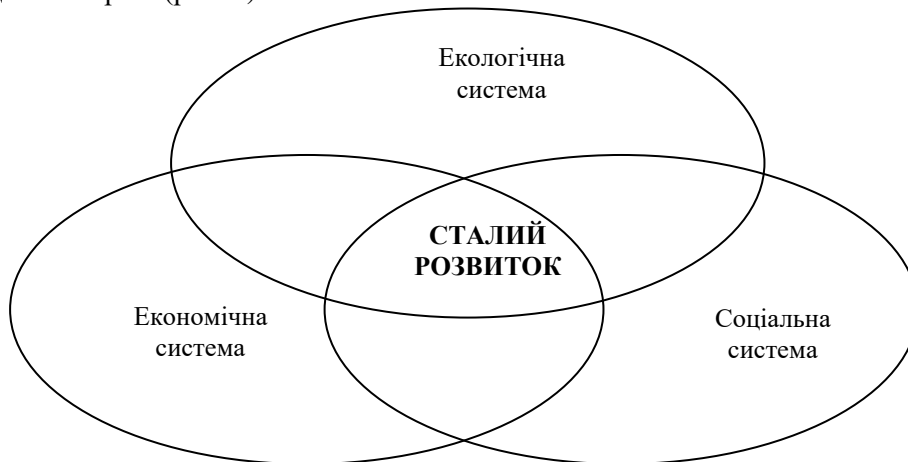 Екологічна
система
СТАЛИЙ
РОЗВИТОК
Економічна
система
Соціальна
система